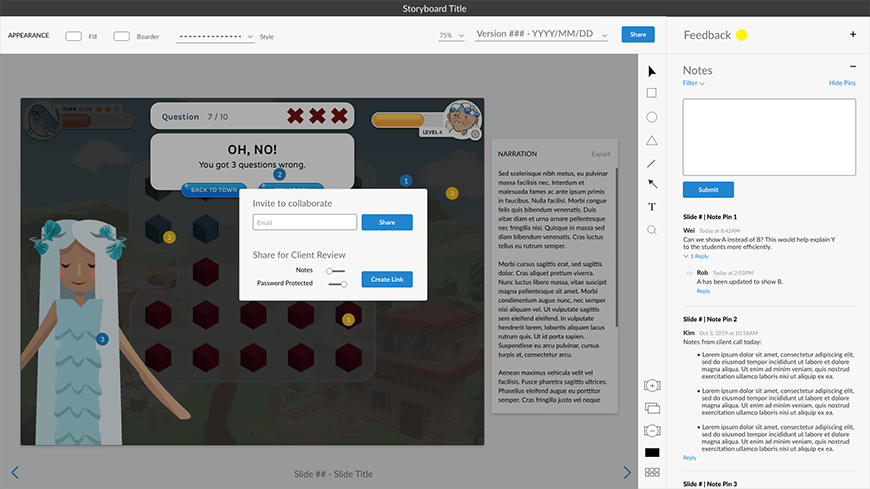 Storyboard Title
APPEARANCE
Fill
Boarder
Style
75%
Version ### - YYYY/MM/DD
Share
Feedback
+
TURN 12/24
Question 7 / 10
LEVEL 4
OH, NO!
You got 3 questions wrong.
BACK TO TOWN
2
1
3
2
1
3
Invite to collaborate
Email
Share
Share for Client Review
Notes
Password Protected
Create Link
NARRATION
Export
Sed scelerisque nibh metus, eu pulvinar
massa facilisis nec. Interdum et
malesuada fames ac ante ipsum primis
in faucibus. Nulla facilisi. Morbi congue
felis quis bibendum venenatis. Duis
vitae diam et urna ornare pellentesque
nec fringilla nisl. Quisque in massa sed
diam bibendum venenatis. Cras luctus
tellus eu rutrum semper.
Morbi cursus sagittis erat, sed sagittis
dolor. Cras aliquet pretium viverra.
Nunc luctus libero massa, vitae suscipit
magna pellentesque sit amet. Morbi
condimentum augue nunc, nec semper
nisi aliquam vel. Ut vulputate sagittis
sem eleifend eleifend. In vulputate
hendrerit lorem, lobortis aliquam lacus
rutrum quis. Ut id porta sapien.
Suspendisse eu arcu pulvinar, cursus
turpis at, consectetur arcu.
Aenean maximus vehicula velit vel
facilisis. Fusce pharetra sagittis ultrices.
Phasellus eleifend augue eu porttitor
semper. Cras fringilla justo vel neque
T
Slide ## - Slide Title
Notes
Filter
Hide Pins
Submit
Slide # | Note Pin 1
Wei Today at 8:42AM
Can we show A instead of B? This would help explain Y
to the students more efficiently.
1 Reply
Rob Today at 2:03PM
A has been updated to show B.
Reply
Slide # | Note Pin 2
Kim Oct 3, 2019 at 10:58AM
Notes from client call today:
• Lorem ipsum dolor sit amet, consectetur adipiscing elit,
sed do eiusmod tempor incididunt ut labore et dolore
magna aliqua. Ut enim ad minim veniam, quis nostrud
exercitation ullamco laboris nisi ut aliquip ex ea.
• Lorem ipsum dolor sit amet, consectetur adipiscing elit,
sed do eiusmod tempor incididunt ut labore et dolore
magna aliqua. Ut enim ad minim veniam, quis nostrud
exercitation ullamco laboris nisi ut aliquip ex ea.
• Lorem ipsum dolor sit amet, consectetur adipiscing elit,
sed do eiusmod tempor incididunt ut labore et dolore
magna aliqua. Ut enim ad minim veniam, quis nostrud
exercitation ullamco laboris nisi ut aliquip ex ea.
Reply
Slide # | Note Pin 3